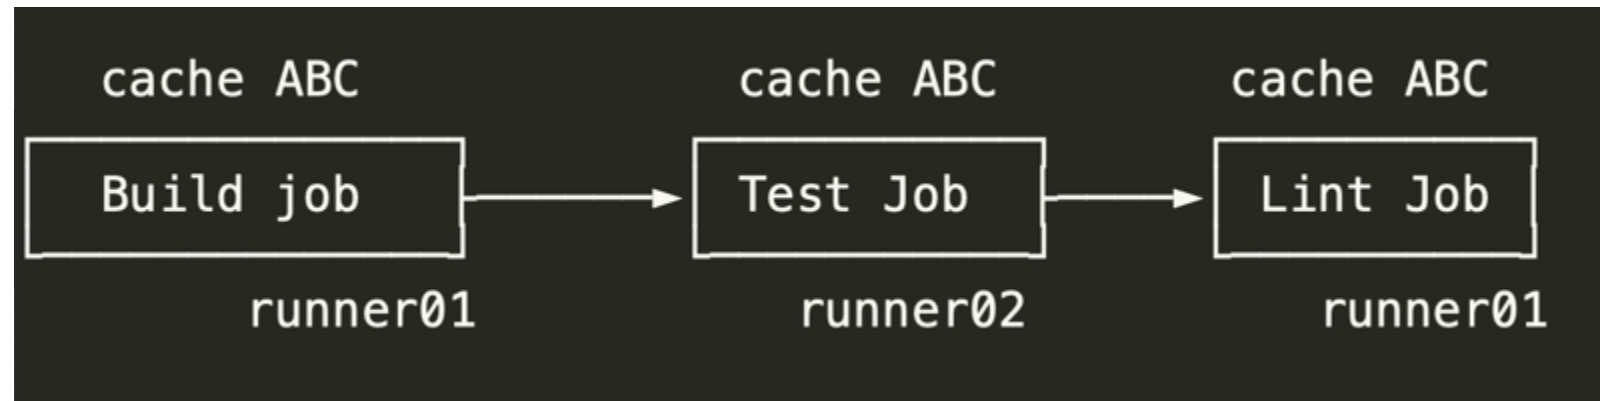 cache ABC cache ABC cache ABC
Build job Test Job Lint Job
runner01 runner02 runner01